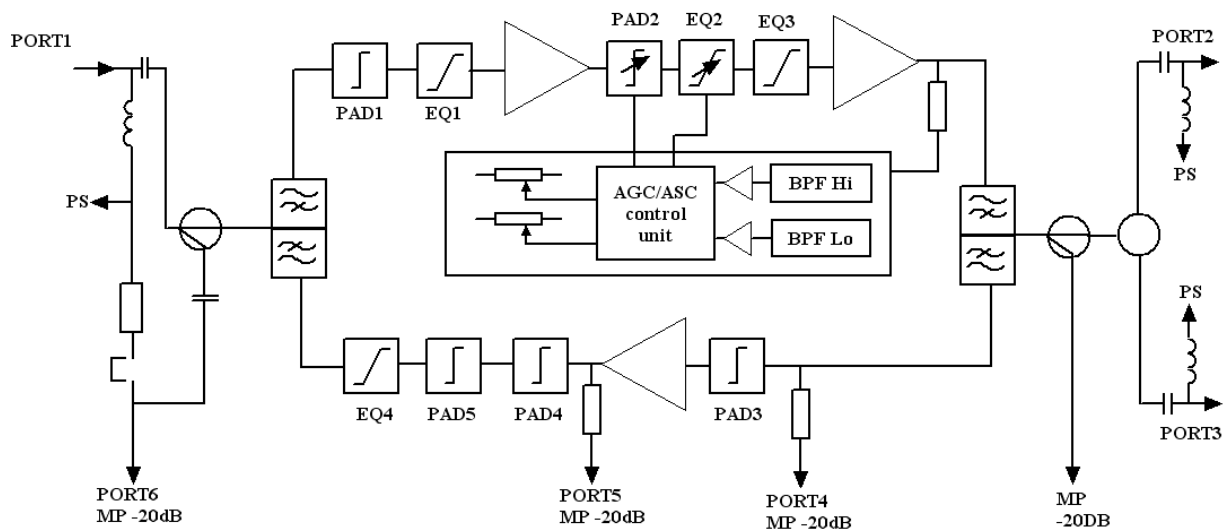 PORT1
PAD2
EQ2
EQ3
PORT2
PAD1
EQ1
PS
PS
AGC/ASC
control
unit
BPF Hi
BPF Lo
PS
EQ4
PAD5
PAD4
PAD3
PORT3
PORT6
MP -20dB
PORT5
MP -20dB
PORT4
MP -20dB
MP
-20DB